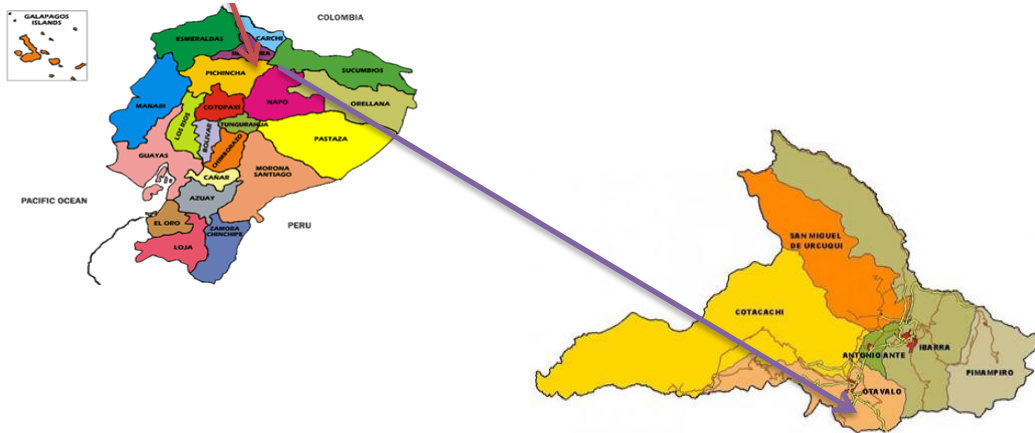 GALAPAGOS
ISLANDS
COLOMBIA
ESMERALDAS
CARCHI
PICHINCHA
SUCUMBIOS
MANABI
COTOPAXI
NAPO
ORELLANA
LOS RIOS
TUNGURAHUA
BOLIVAR
PASTAZA
CHIMBORAZO
GUAYAS
MORONA
SANTIAGO
CAÑAR
PACIFIC OCEAN
AZUAY
EL ORO
PERU
ZAMORA
CHINCHIPE
LOJA
SAN MIGUEL
DE URCUQUI
COTACACHI
IBARRA
ANTONIO ANTE
PIMAMPIRO
OTAVALO